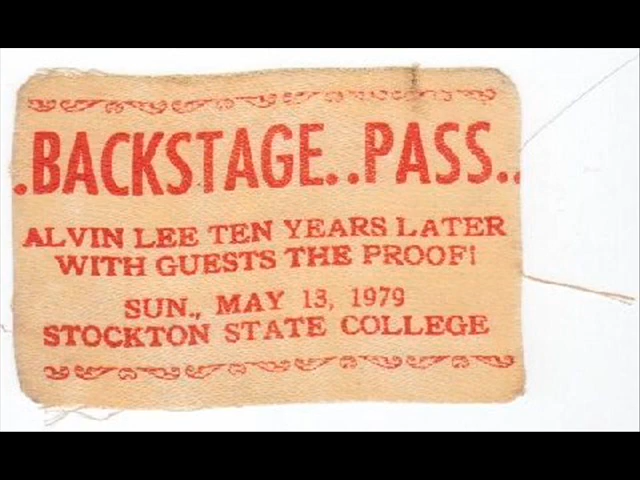 ..BACKSTAGE..PASS..
ALVIN LEE TEN YEARS LATER
WITH GUESTS THE PROOF!
SUN., MAY 13, 1979
STOCKTON STATE COLLEGE